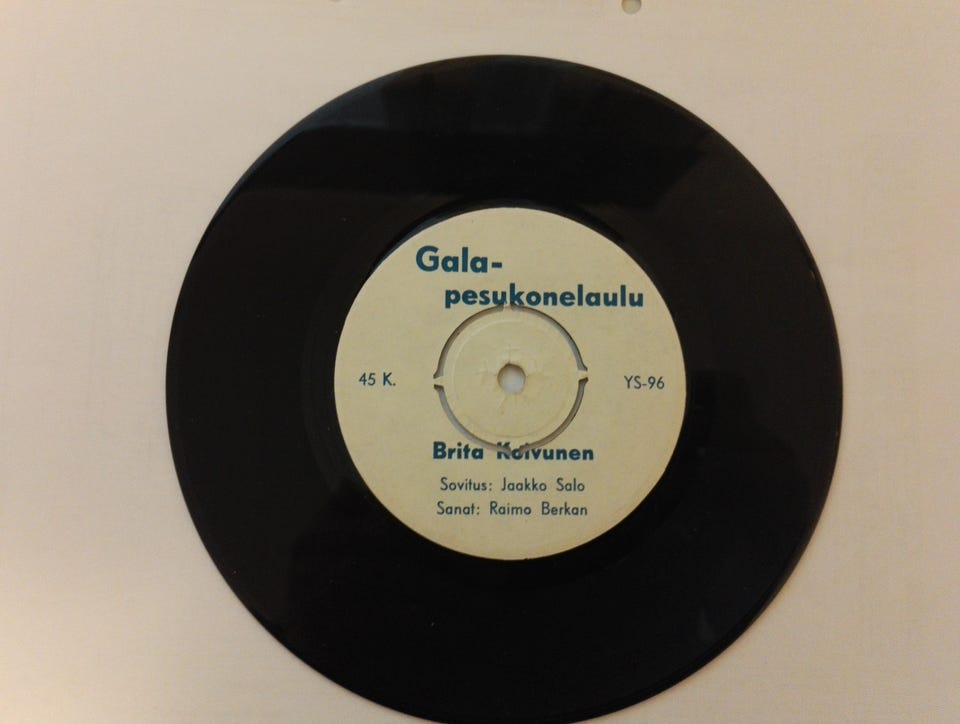 Gala-
pesukonelaulu
45 K.
YS-96
Brita Koivunen
Sovitus: Jaakko Salo
Sanat: Raimo Berkan